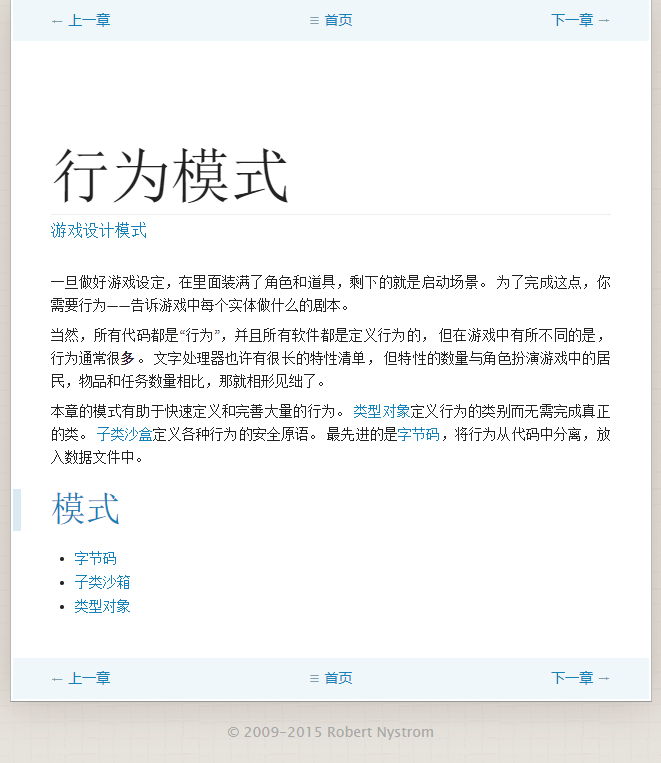 ← 上一章
≡ 首页
下一章 →
行为模式
游戏设计模式
一旦做好游戏设定，在里面装满了角色和道具，剩下的就是启动场景。 为了完成这点，你
需要行为——告诉游戏中每个实体做什么的剧本。
当然，所有代码都是“行为”，并且所有软件都是定义行为的， 但在游戏中有所不同的是，
行为通常很多。 文字处理器也许有很长的特性清单， 但特性的数量与角色扮演游戏中的居
民，物品和任务数量相比，那就相形见绌了。
本章的模式有助于快速定义和完善大量的行为。 类型对象定义行为的类别而无需完成真正
的类。 子类沙盒定义各种行为的安全原语。 最先进的是字节码，将行为从代码中分离，放
入数据文件中。
模式
• 字节码
• 子类沙箱
• 类型对象
← 上一章
≡ 首页
下一章 →
© 2009-2015 Robert Nystrom